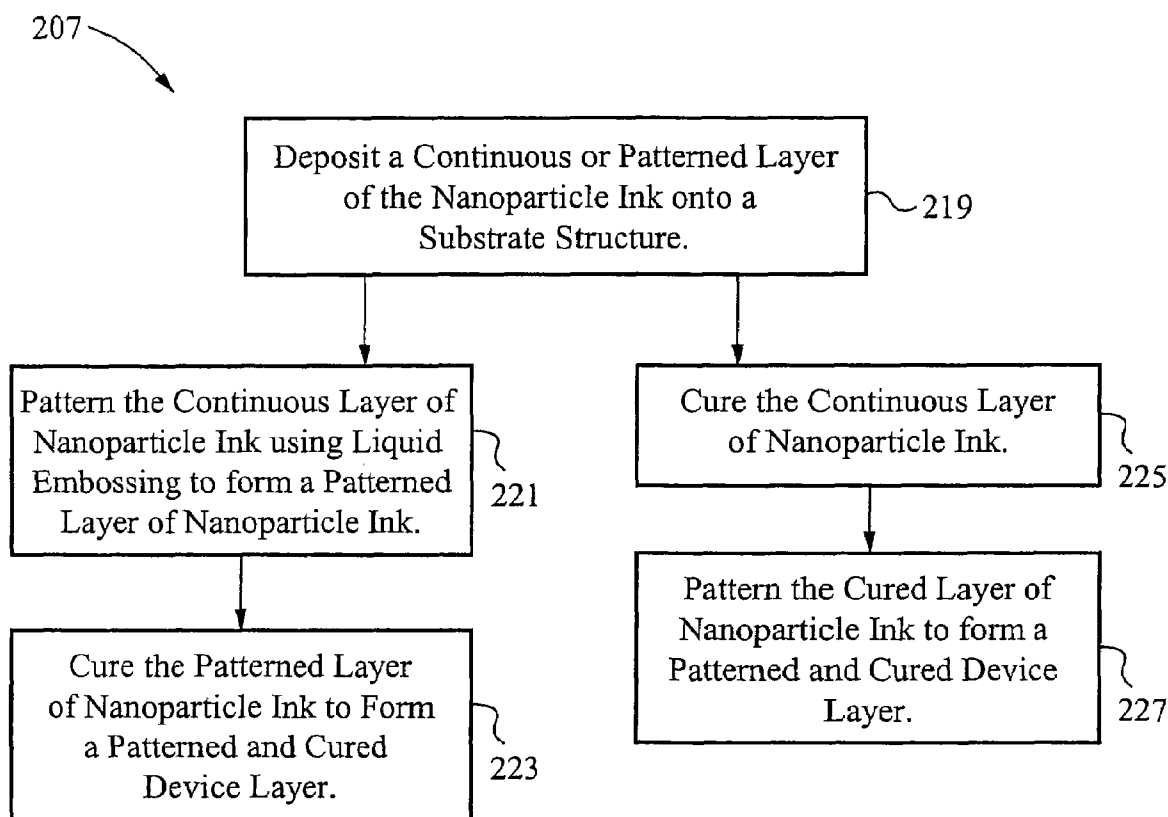 207
Deposit a Continuous or Patterned Layer
of the Nanoparticle Ink onto a
Substrate Structure.
219
Pattern the Continuous Layer of
Nanoparticle Ink using Liquid
Embossing to form a Patterned
Layer of Nanoparticle Ink.
221
Cure the Patterned Layer
of Nanoparticle Ink to Form
a Patterned and Cured
Device Layer.
223
Cure the Continuous Layer
of Nanoparticle Ink.
225
Pattern the Cured Layer of
Nanoparticle Ink to form a
Patterned and Cured Device
Layer.
227